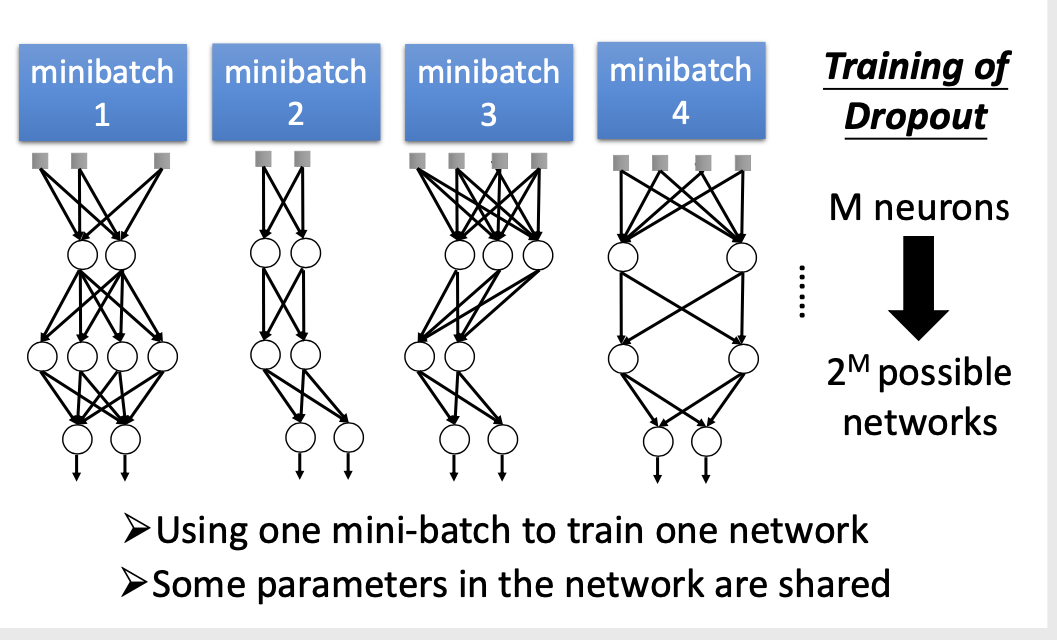 minibatch
1
minibatch
2
minibatch
3
minibatch
4
Training of
Dropout
M neurons
......
2ᴹ possible
networks
➢Using one mini-batch to train one network
➢Some parameters in the network are shared